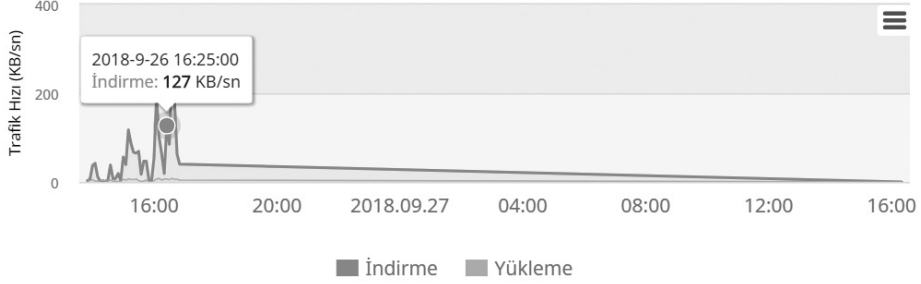 400
200
0
Trafik Hızı (KB/sn)
2018-9-26 16:25:00
İndirme: 127 KB/sn
16:00 20:00 2018.09.27 04:00 08:00 12:00 16:00
İndirme Yükleme